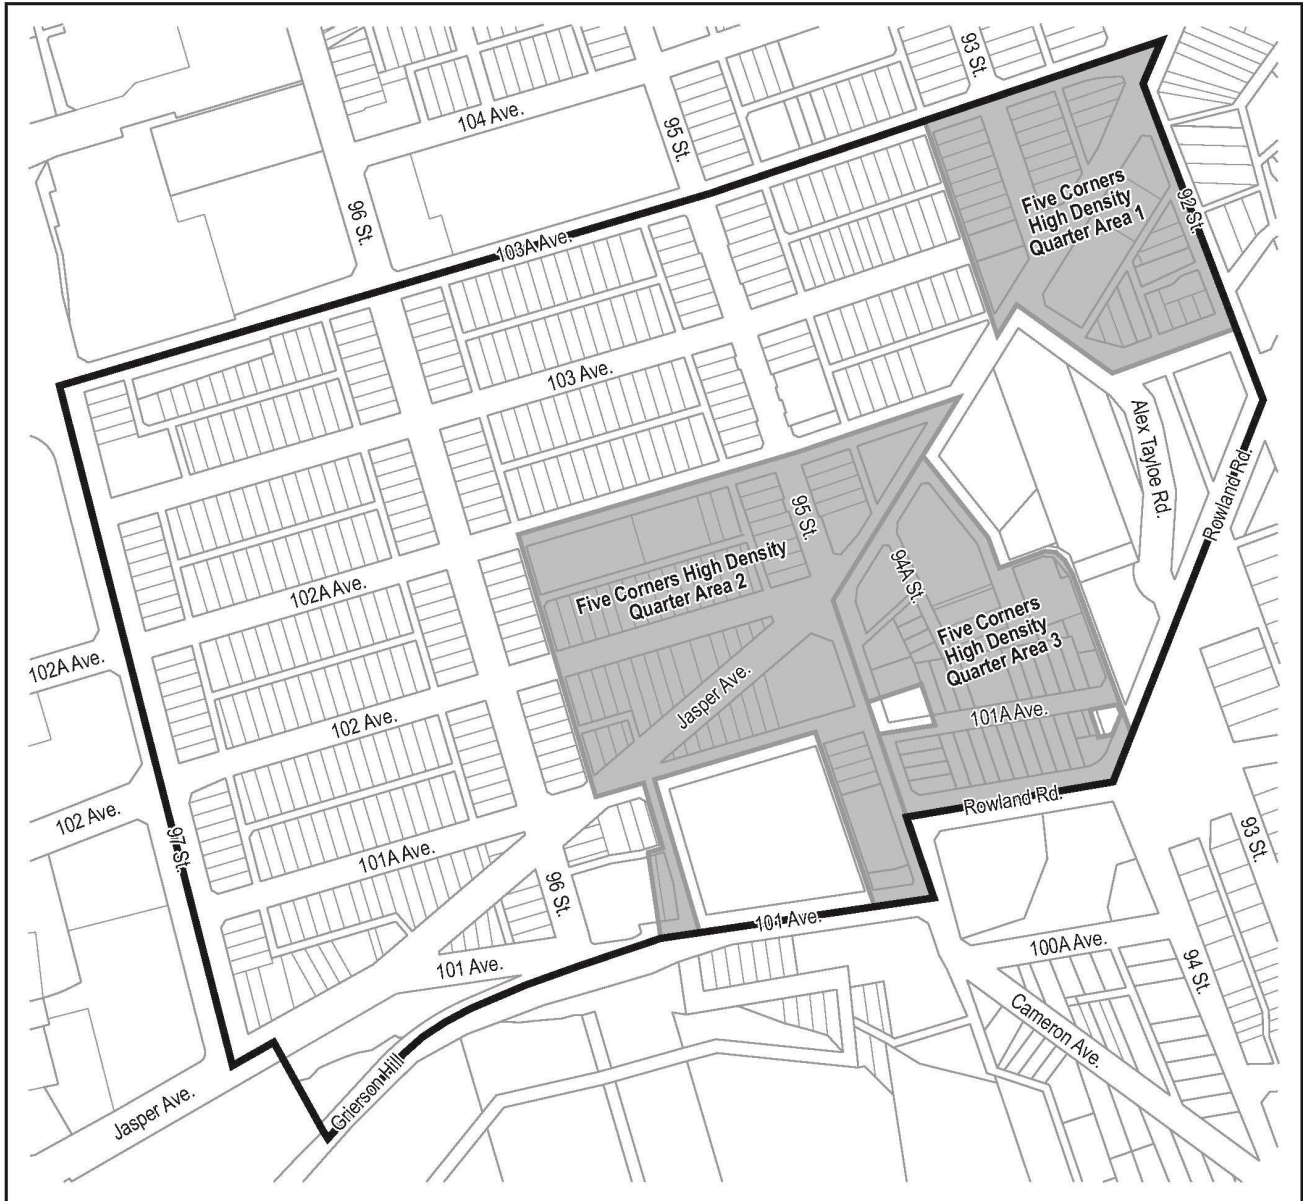 93 St.
104 Ave.
95 St.
96 St.
103A Ave.
Five Corners
High Density
Quarter Area 1
92 St.
103 Ave.
Alex Tayloe Rd.
Rowland Rd.
95 St.
Five Corners High Density
Quarter Area 2
94A St.
102A Ave.
Five Corners
High Density
Quarter Area 3
102A Ave.
Jasper Ave.
102 Ave.
101A Ave.
Rowland Rd.
102 Ave.
97 St.
101A Ave.
93 St.
96 St.
101 Ave.
100A Ave.
101 Ave.
94 St.
Cameron Ave.
Grierson Hill
Jasper Ave.